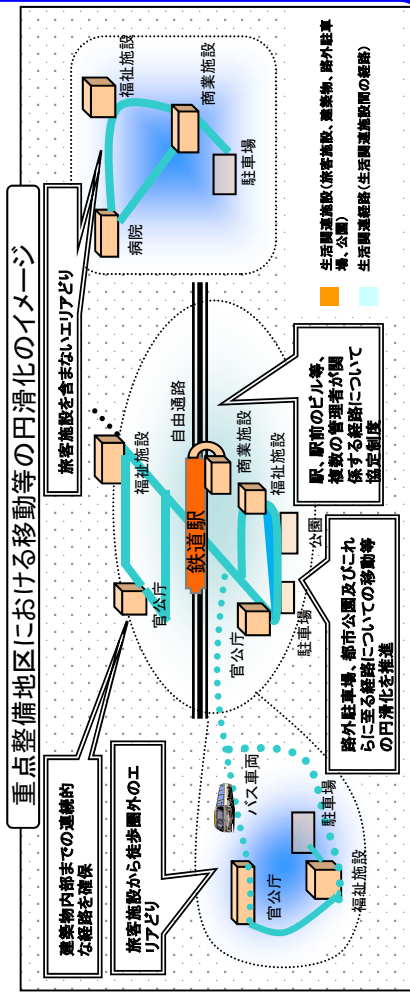 重点整備地区における移動等の円滑化のイメージ
建築物内部までの連続的
な経路を確保
旅客施設から徒歩圏外のエ
リアどり
旅客施設を含まないエリアどり
官公庁
福祉施設
自由通路
鉄道駅
商業施設
官公庁
福祉施設
駐車場
公園
バス車両
官公庁
駐車場
福祉施設
病院
福祉施設
商業施設
駐車場
路外駐車場、都市公園及びこれ
らに至る経路についての移動等
の円滑化を推進
駅、駅前のビル等、
複数の管理者が関
係する経路について
協定制度
生活関連施設(旅客施設、建築物、路外駐車
場、公園)
生活関連経路(生活関連施設間の経路)